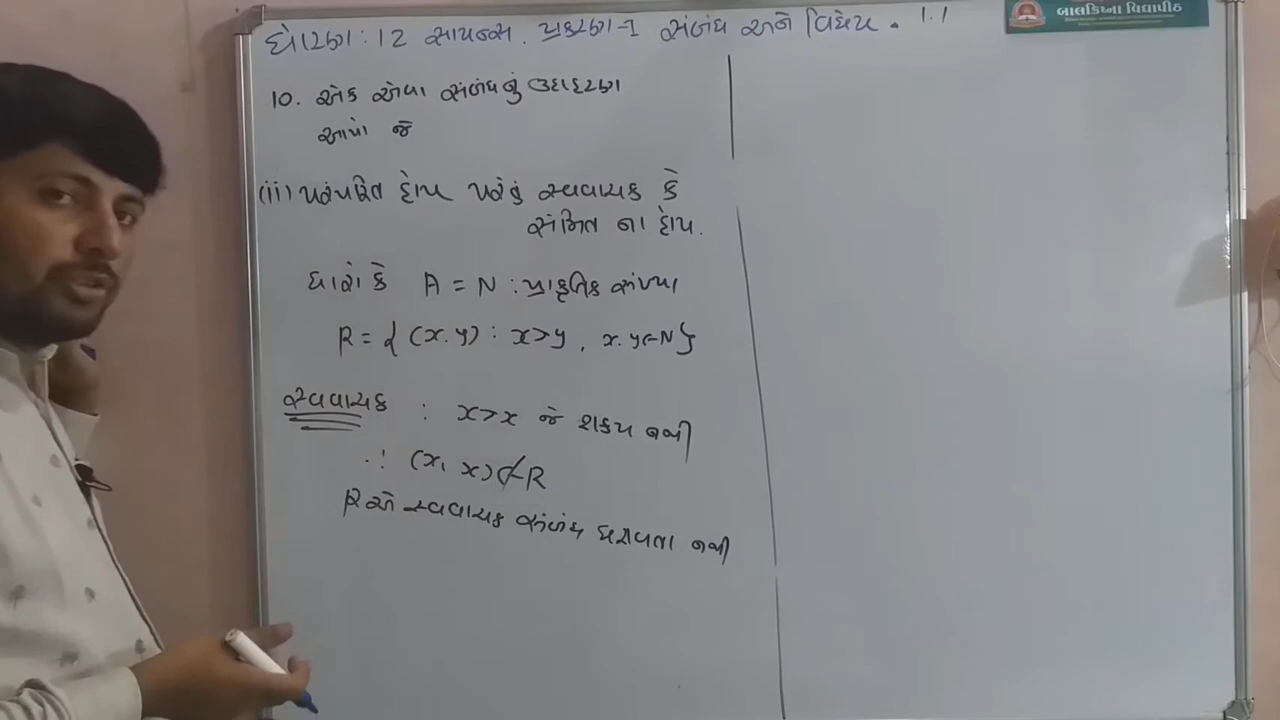 ધોરણ : 12 સાયન્સ. પ્રકરણ-1 સંબંધ અને વિધેય. 1.1
બાલક્રિષ્ના વિદ્યાપીઠ
10. એક એવા સંબંધનું ઉદાહરણ
આપો જે
(ii) પરંપરિત હોય પરંતુ સ્વવાચક કે
સંમિત ના હોય.
ધારો કે A = N : પ્રાકૃતિક સંખ્યા
R = { (x, y) : x > y , x, y ∈ N }
સ્વવાચક : x > x જે શક્ય નથી
∴ (x, x) ∉ R
R એ સ્વવાચક સંબંધ ધરાવતા નથી